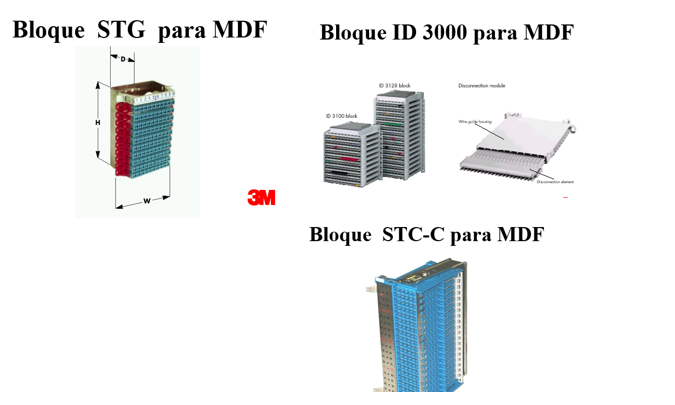 Bloque STG para MDF
D
H
W
3M
Bloque ID 3000 para MDF
ID 3128 block
ID 3100 block
Disconnection module
Wire guide housing
Disconnection element
Bloque STC-C para MDF